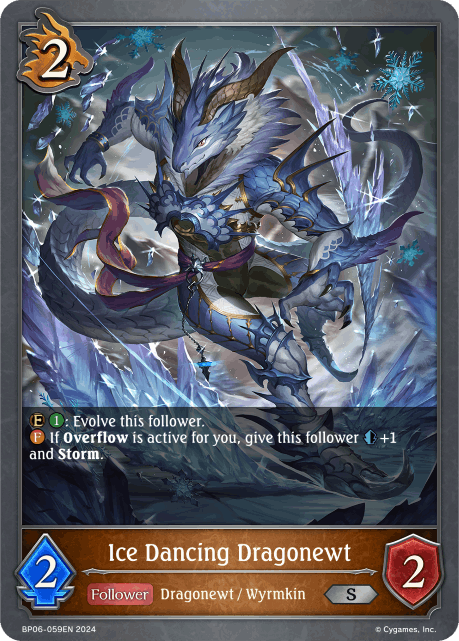 2
E 1: Evolve this follower.
F If Overflow is active for you, give this follower +1
and Storm.
Ice Dancing Dragonewt
2
Follower Dragonewt / Wyrmkin S
2
BP06-059EN 2024 © Cygames, Inc.